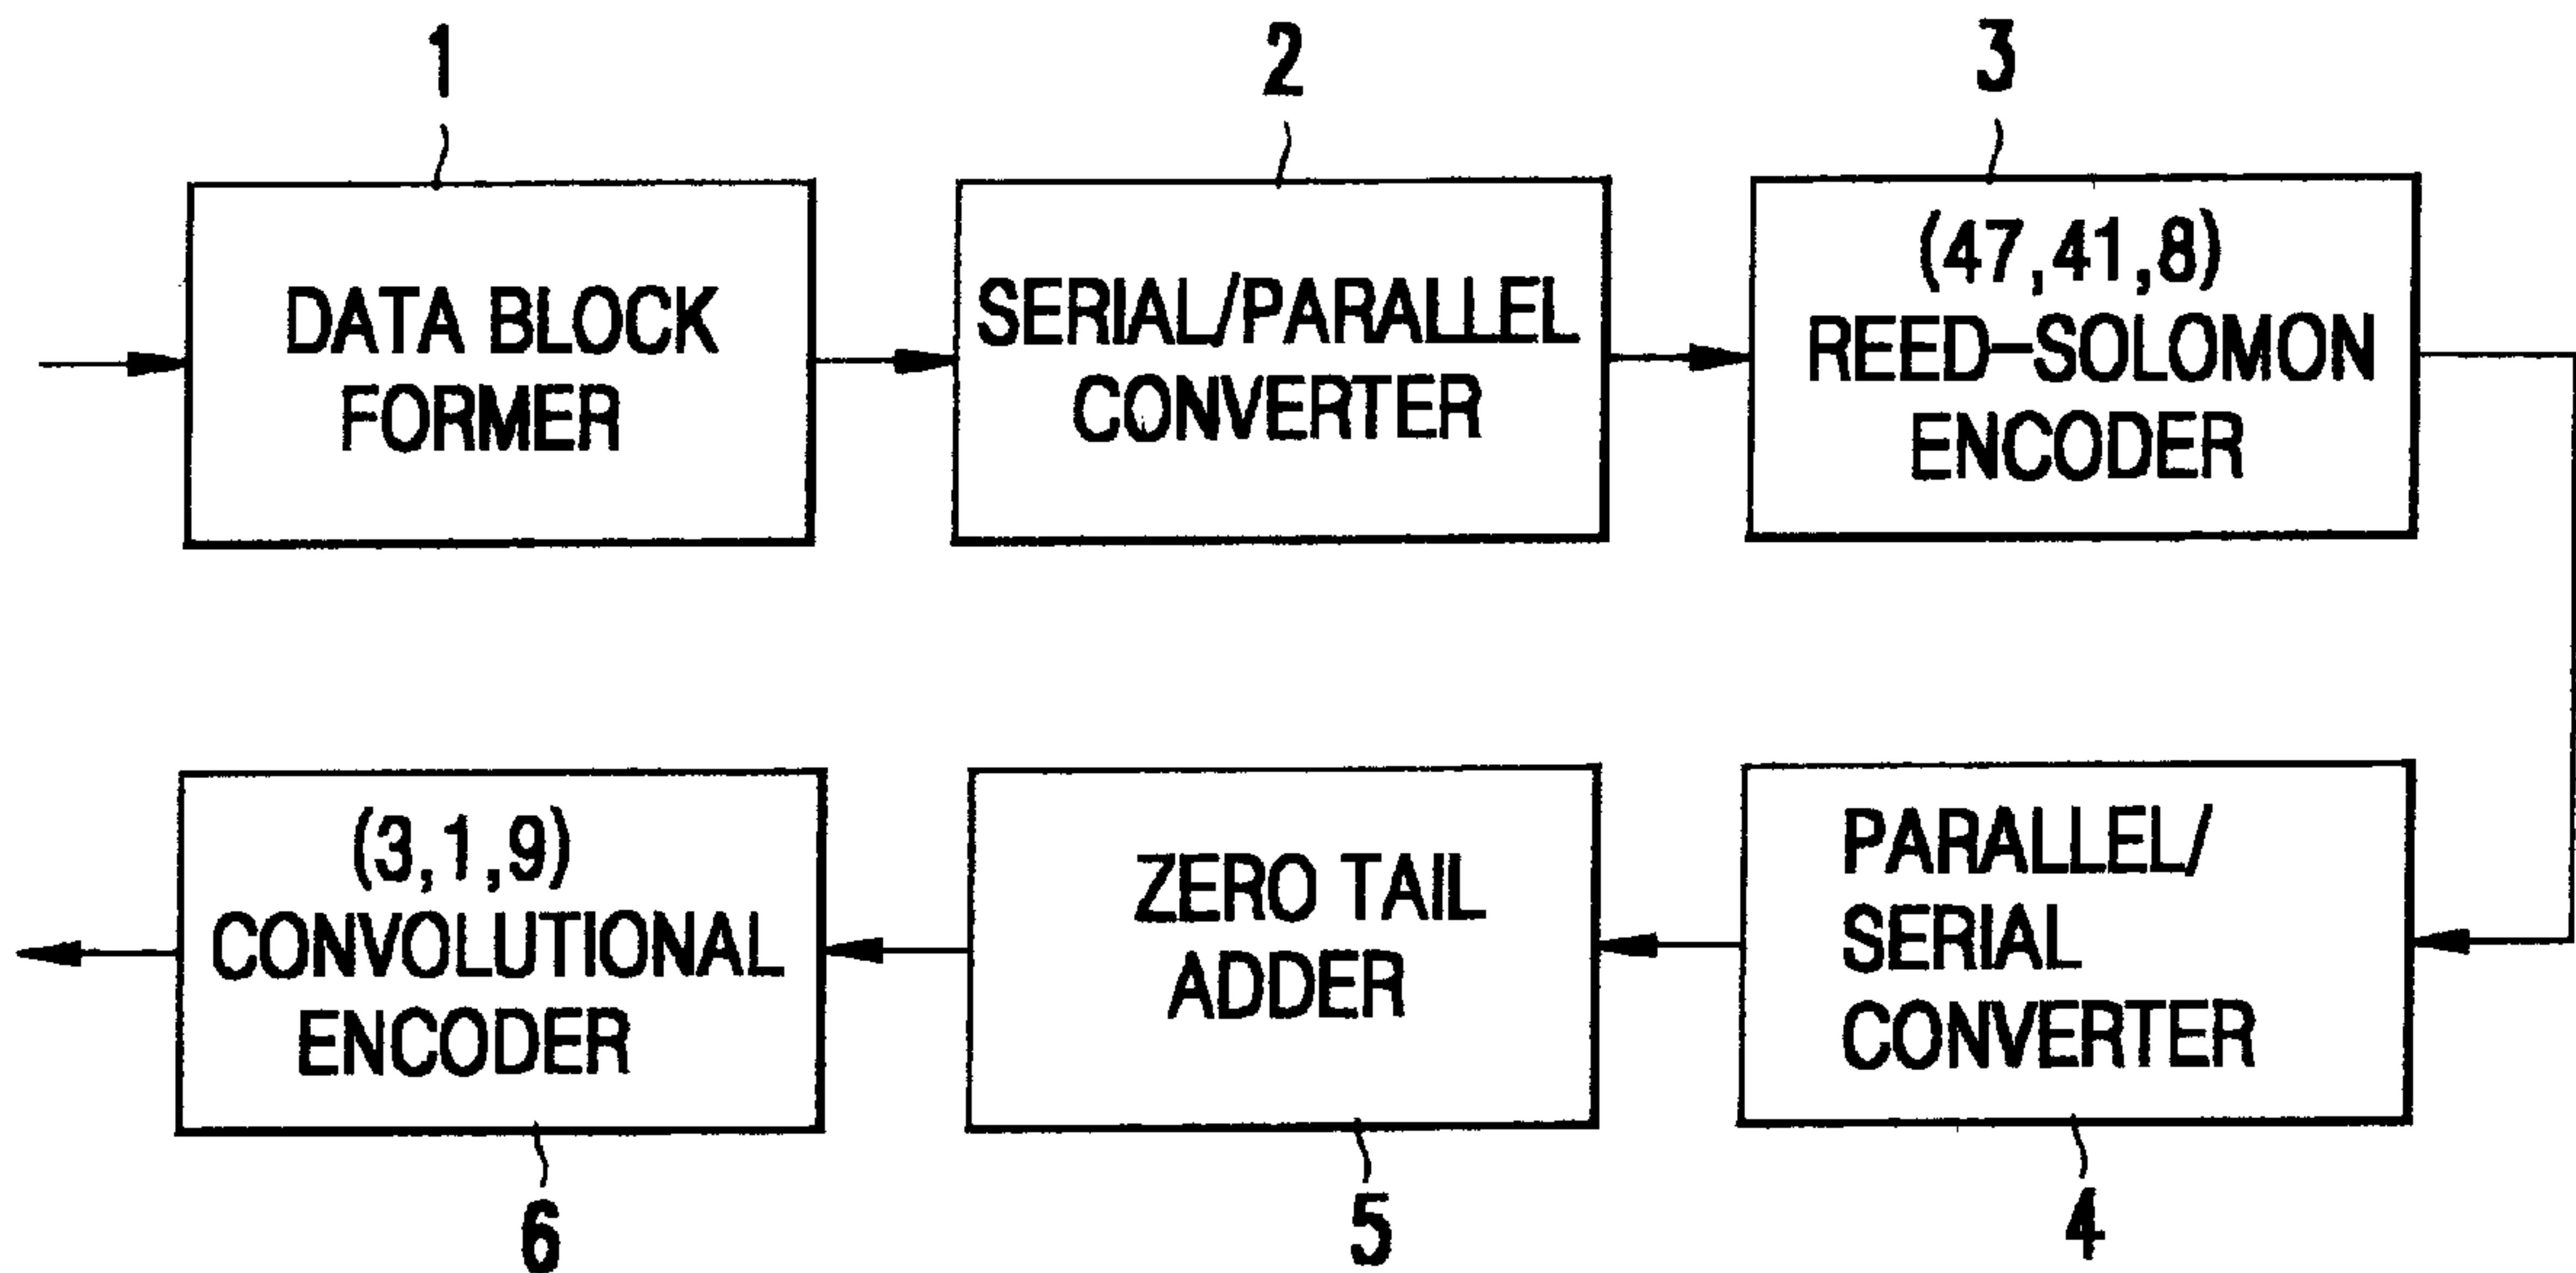 1
2
3
DATA BLOCK
FORMER
SERIAL/PARALLEL
CONVERTER
(47,41,8)
REED-SOLOMON
ENCODER
(3,1,9)
CONVOLUTIONAL
ENCODER
ZERO TAIL
ADDER
PARALLEL/
SERIAL
CONVERTER
6
5
4